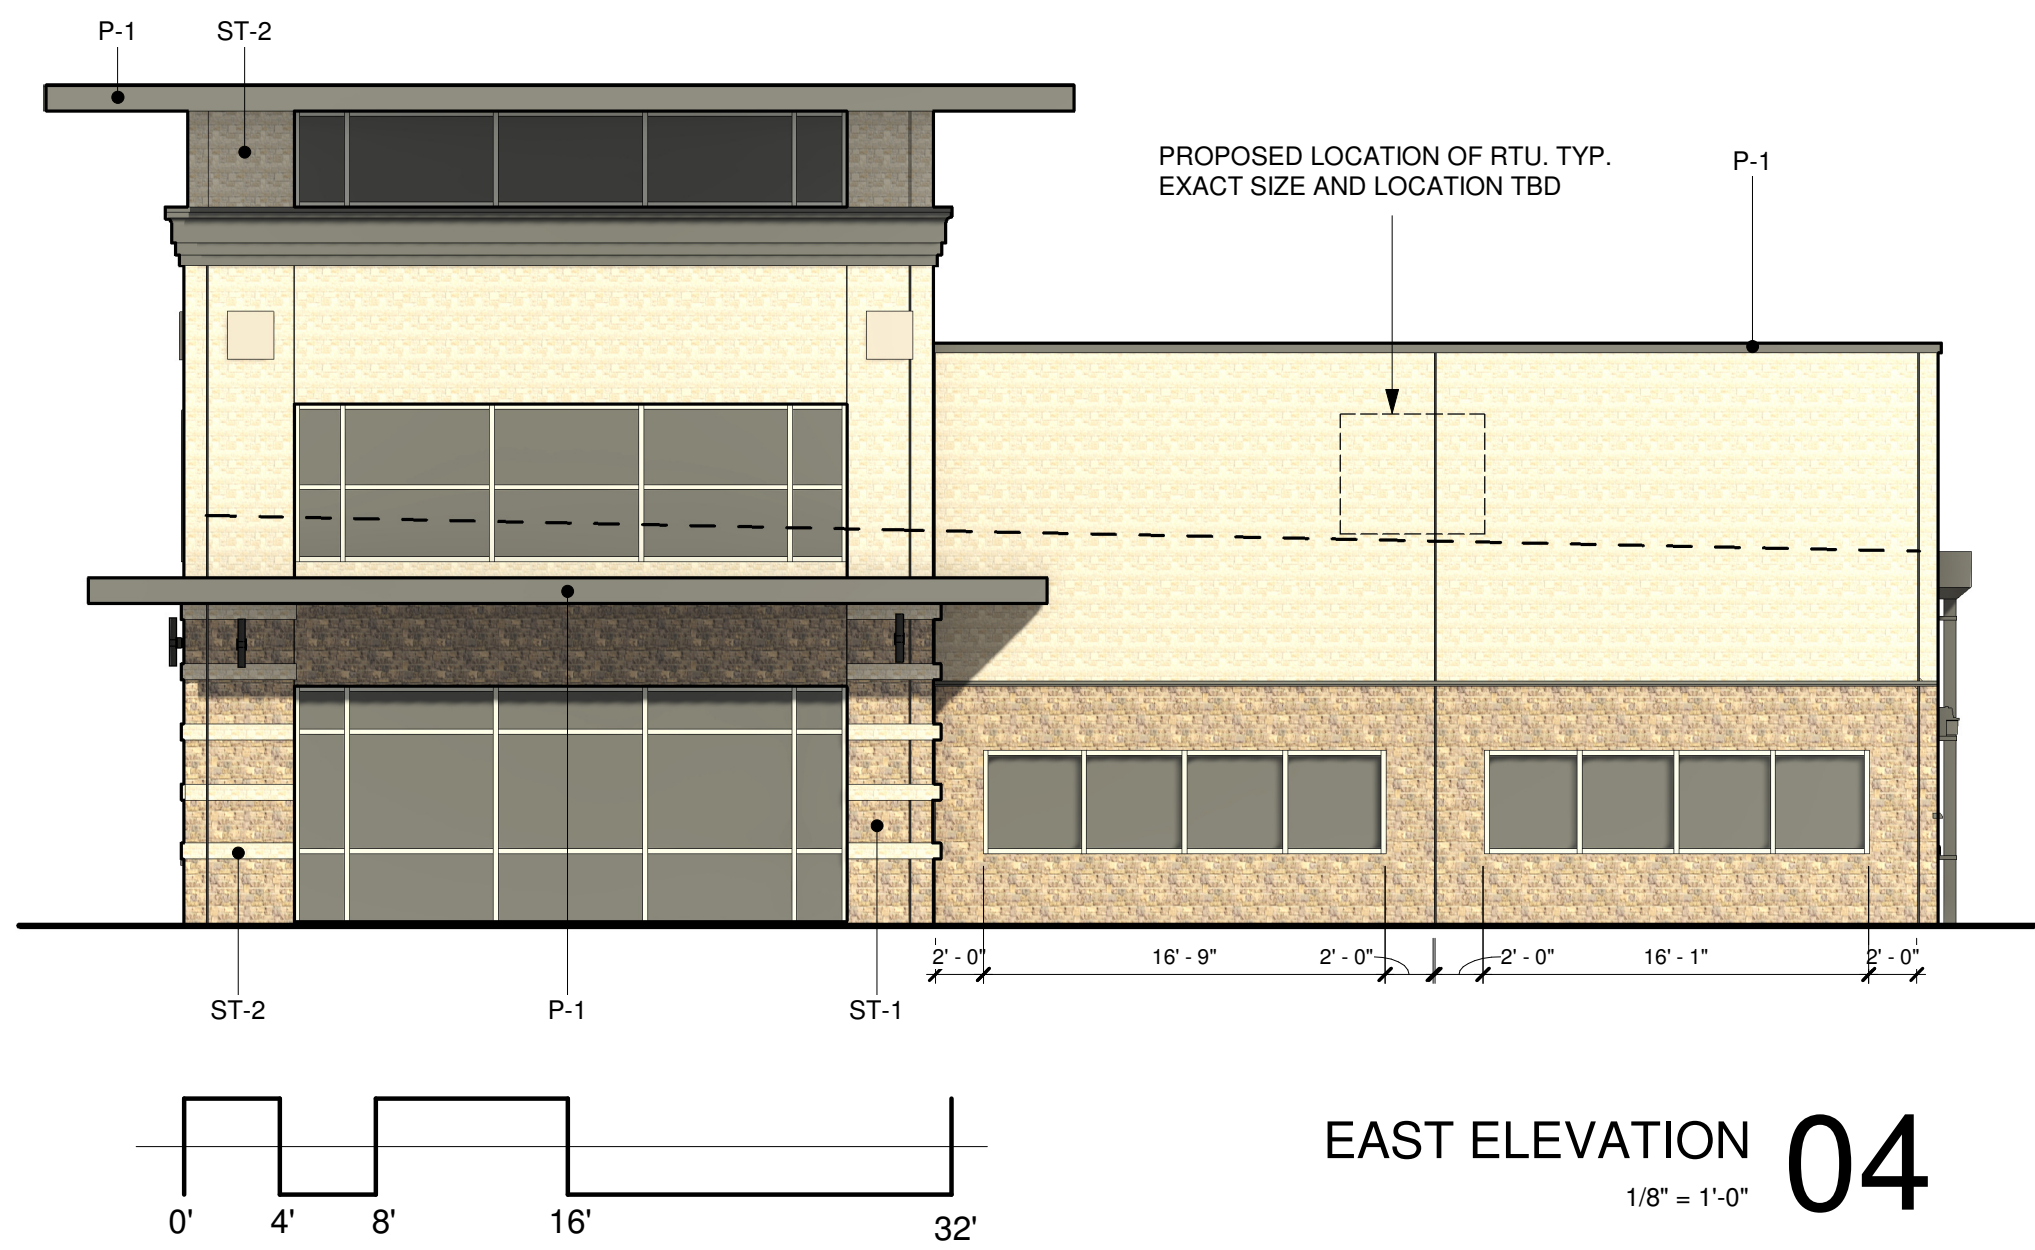 P-1
ST-2
PROPOSED LOCATION OF RTU. TYP.
EXACT SIZE AND LOCATION TBD
P-1
2' - 0"
16' - 9"
2' - 0"
2' - 0"
16' - 1"
2' - 0"
ST-2
P-1
ST-1
0'
4'
8'
16'
32'
EAST ELEVATION
04
1/8" = 1'-0"